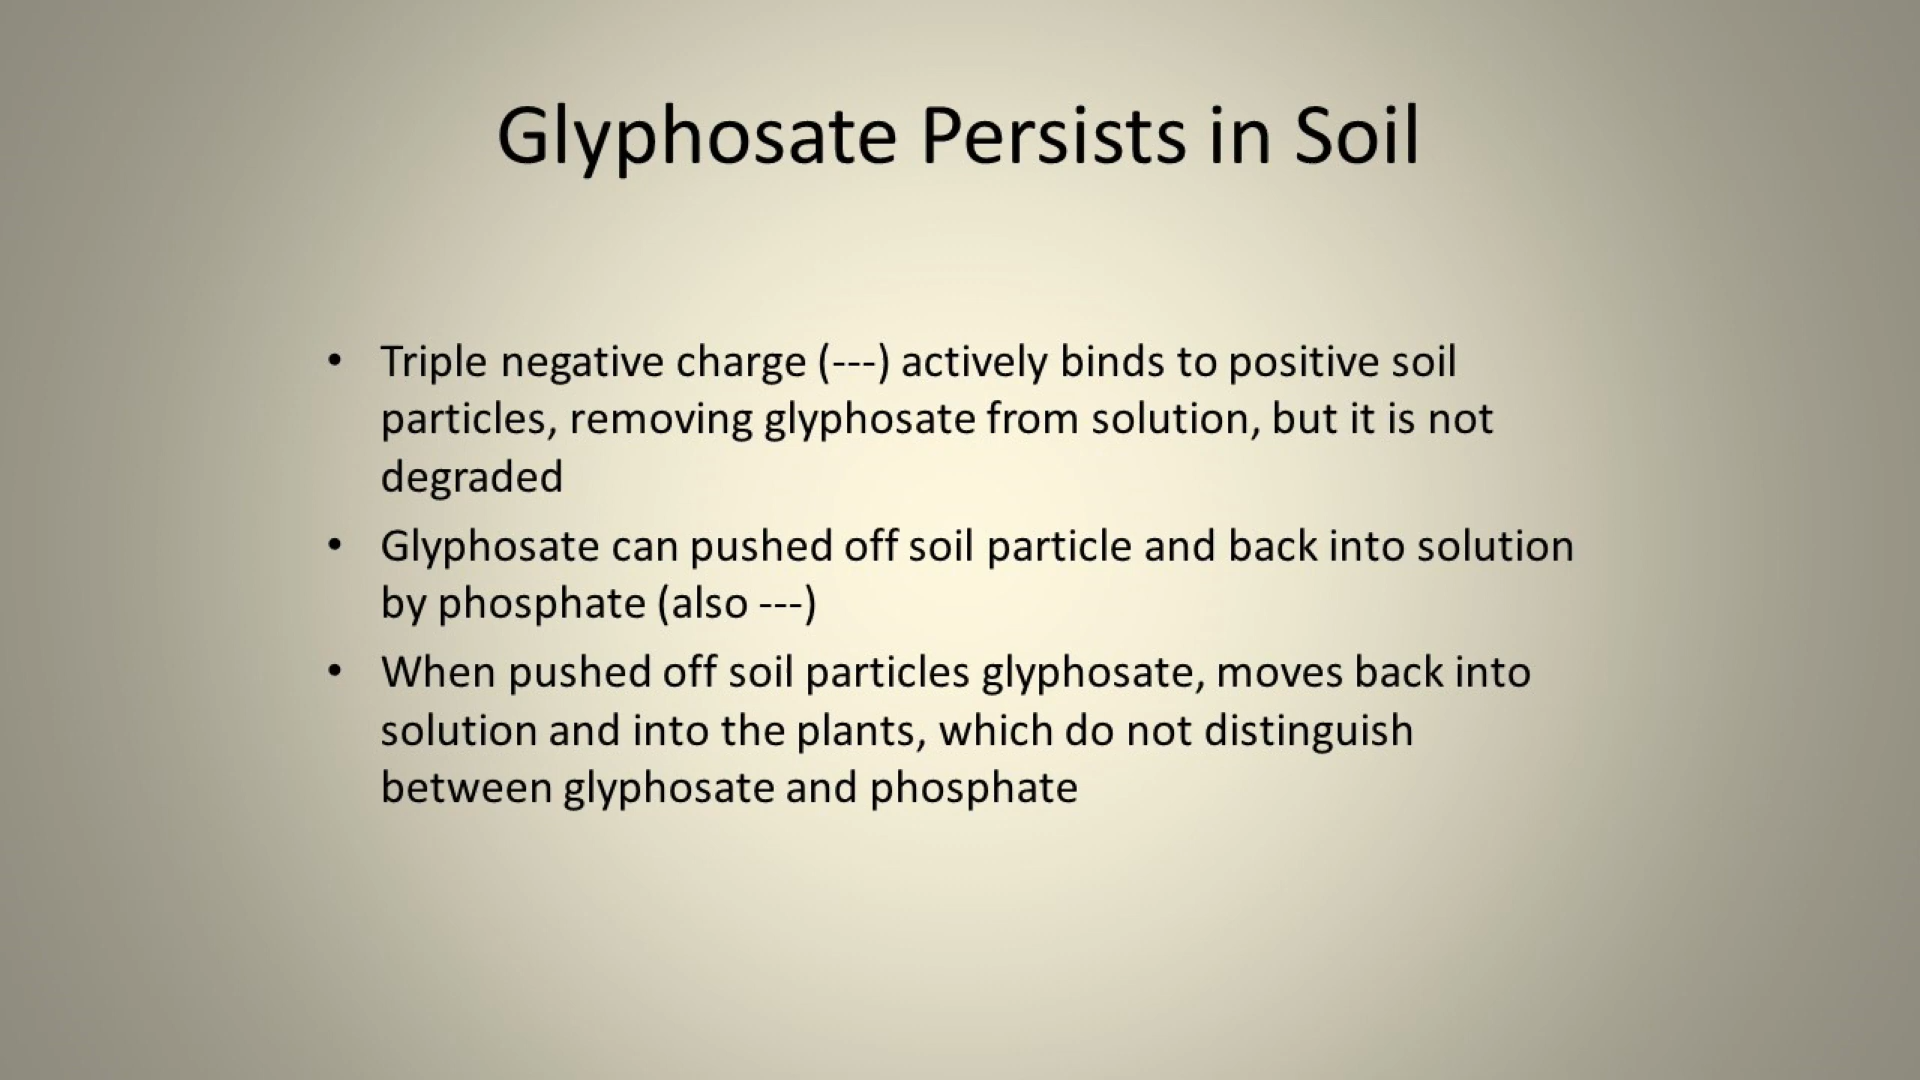 Glyphosate Persists in Soil
• Triple negative charge (---) actively binds to positive soil
particles, removing glyphosate from solution, but it is not
degraded
• Glyphosate can pushed off soil particle and back into solution
by phosphate (also ---)
• When pushed off soil particles glyphosate, moves back into
solution and into the plants, which do not distinguish
between glyphosate and phosphate